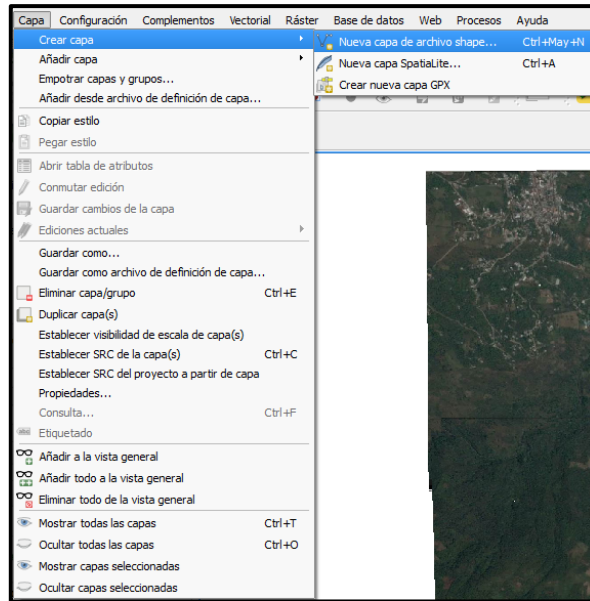 Capa Configuración Complementos Vectorial Ráster Base de datos Web Procesos Ayuda
Crear capa
Nueva capa de archivo shape... Ctrl+May+N
Añadir capa
Nueva capa SpatiaLite... Ctrl+A
Empotrar capas y grupos...
Crear nueva capa GPX
Añadir desde archivo de definición de capa...
Copiar estilo
Pegar estilo
Abrir tabla de atributos
Conmutar edición
Guardar cambios de la capa
Ediciones actuales
Guardar como...
Guardar como archivo de definición de capa...
Eliminar capa/grupo Ctrl+E
Duplicar capa(s)
Establecer visibilidad de escala de capa(s)
Establecer SRC de la capa(s) Ctrl+C
Establecer SRC del proyecto a partir de capa
Propiedades...
Consulta... Ctrl+F
Etiquetado
Añadir a la vista general
Añadir todo a la vista general
Eliminar todo de la vista general
Mostrar todas las capas Ctrl+T
Ocultar todas las capas Ctrl+O
Mostrar capas seleccionadas
Ocultar capas seleccionadas